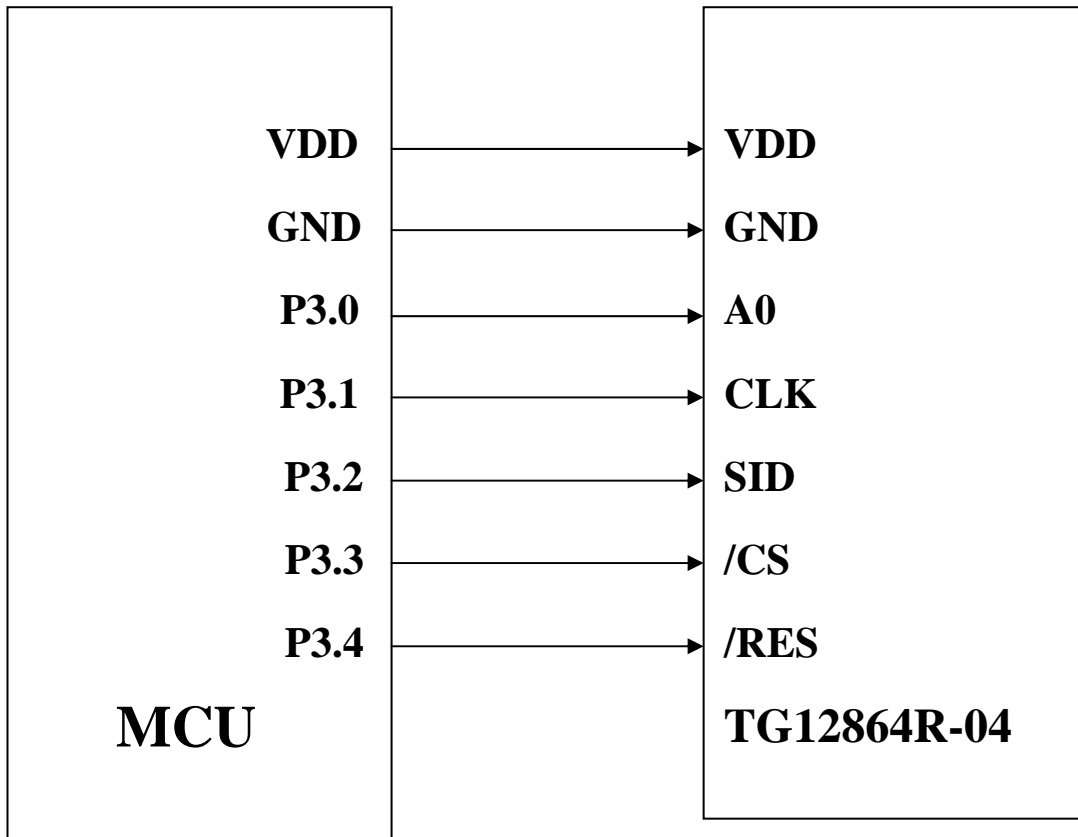 VDD VDD
GND GND
P3.0 A0
P3.1 CLK
P3.2 SID
P3.3 /CS
P3.4 /RES
MCU TG12864R-04